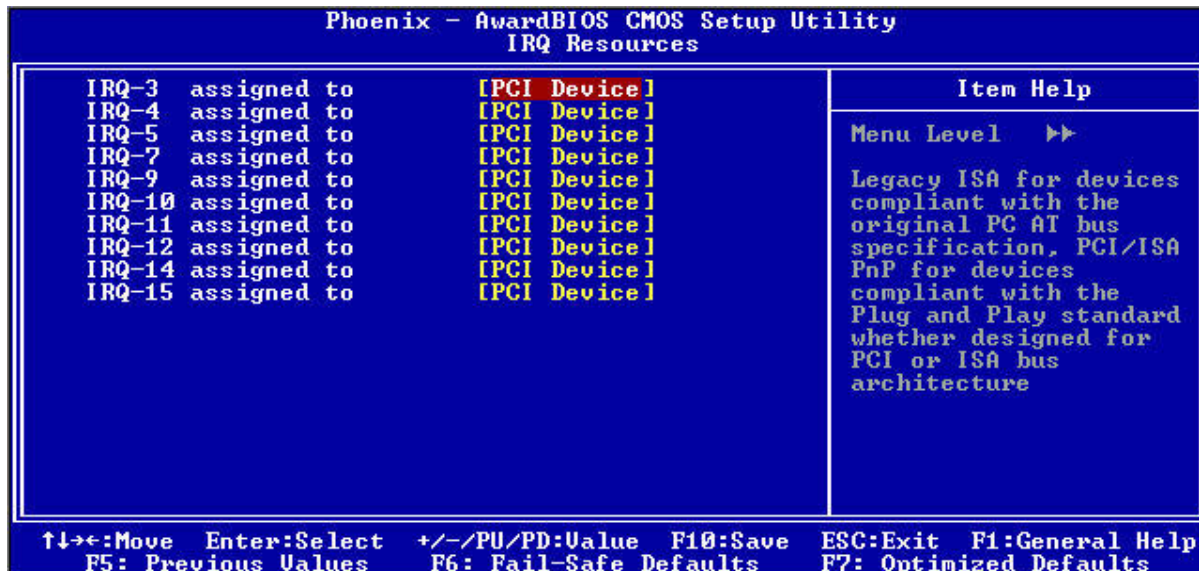 Phoenix - AwardBIOS CMOS Setup Utility
IRQ Resources
IRQ-3 assigned to [PCI Device]
IRQ-4 assigned to [PCI Device]
IRQ-5 assigned to [PCI Device]
IRQ-7 assigned to [PCI Device]
IRQ-9 assigned to [PCI Device]
IRQ-10 assigned to [PCI Device]
IRQ-11 assigned to [PCI Device]
IRQ-12 assigned to [PCI Device]
IRQ-14 assigned to [PCI Device]
IRQ-15 assigned to [PCI Device]
Item Help
Menu Level ▶▶
Legacy ISA for devices
compliant with the
original PC AT bus
specification, PCI/ISA
PnP for devices
compliant with the
Plug and Play standard
whether designed for
PCI or ISA bus
architecture
↑↓→←:Move Enter:Select +/-/PU/PD:Value F10:Save ESC:Exit F1:General Help
F5: Previous Values F6: Fail-Safe Defaults F7: Optimized Defaults